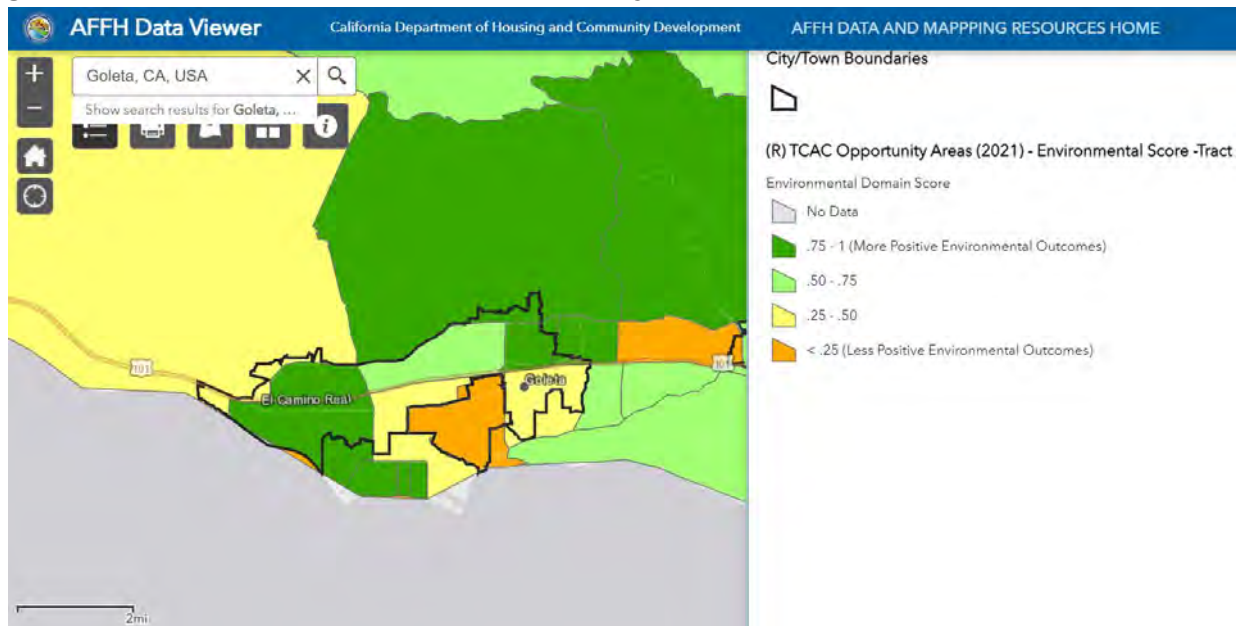 AFFH Data Viewer
California Department of Housing and Community Development
AFFH DATA AND MAPPPING RESOURCES HOME
+
Goleta, CA, USA
Show search results for Goleta, ...
−
101
101
Goleta
El Camino Real
2mi
City/Town Boundaries
(R) TCAC Opportunity Areas (2021) - Environmental Score -Tract
Environmental Domain Score
No Data
.75 - 1 (More Positive Environmental Outcomes)
.50 - .75
.25 - .50
< .25 (Less Positive Environmental Outcomes)